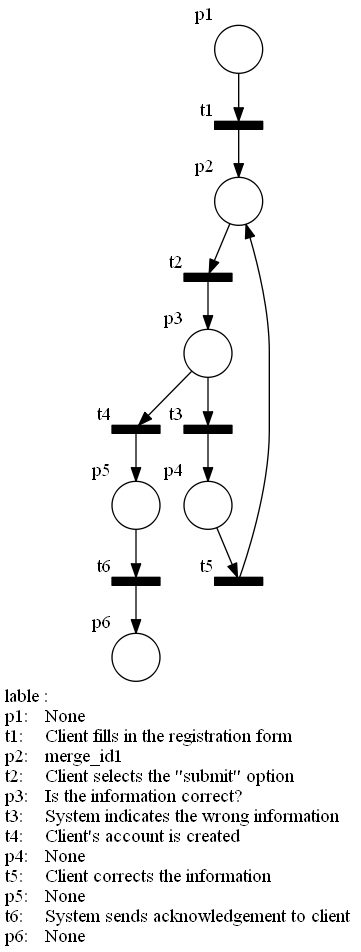 p1
t1
p2
t2
p3
t4
t3
p5
p4
t6
t5
p6
lable :
p1: None
t1: Client fills in the registration form
p2: merge_id1
t2: Client selects the "submit" option
p3: Is the information correct?
t3: System indicates the wrong information
t4: Client's account is created
p4: None
t5: Client corrects the information
p5: None
t6: System sends acknowledgement to client
p6: None